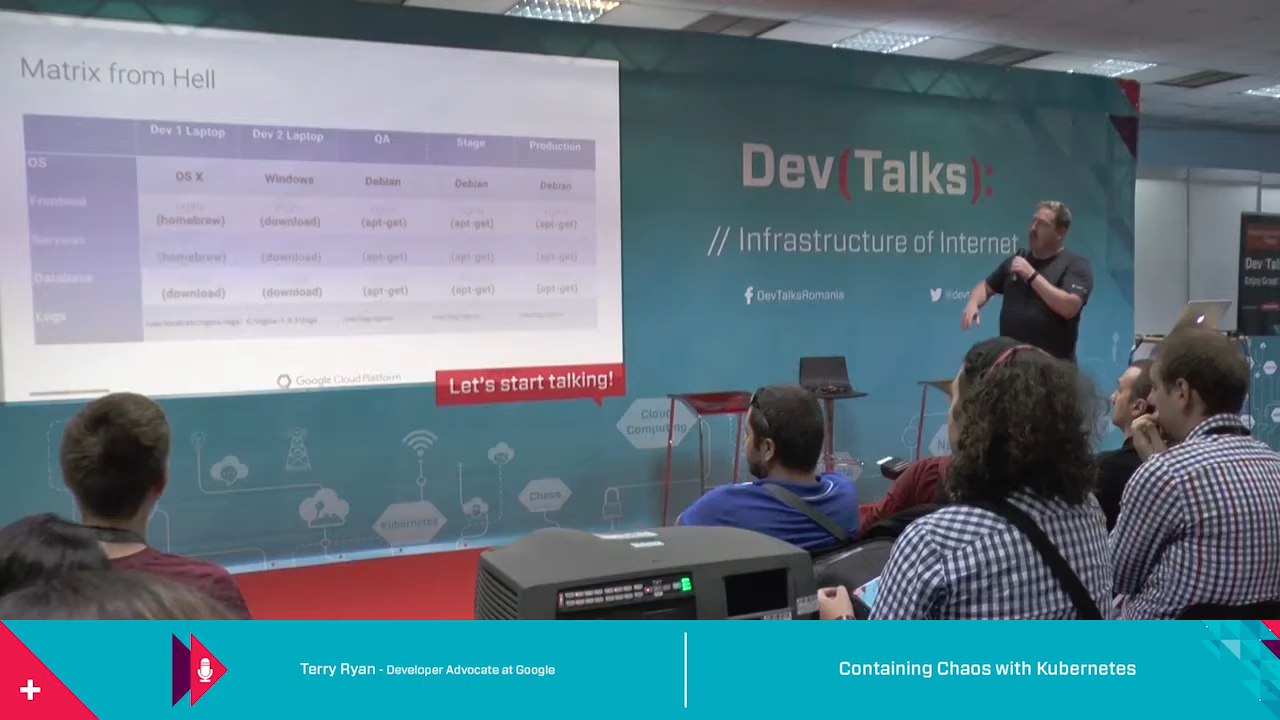 Matrix from Hell
Dev 1 Laptop Dev 2 Laptop QA Stage Production
OS OS X Windows Debian Debian Debian
Frontend (homebrew) (download) (apt-get) (apt-get) (apt-get)
Services (homebrew) (download) (apt-get) (apt-get) (apt-get)
Database (download) (download) (apt-get) (apt-get) (apt-get)
Logs
Google Cloud Platform
Let's start talking!
Dev(Talks):
// Infrastructure of Internet
DevTalksRomania
Cloud
Computing
Chaos
Kubernetes
Terry Ryan - Developer Advocate at Google
Containing Chaos with Kubernetes